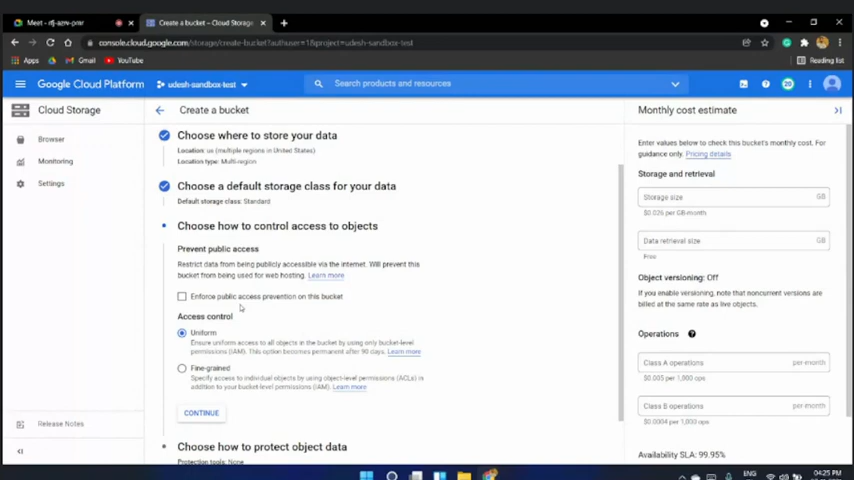 Meet - rfj-azrv-pmr
Create a bucket – Cloud Storage
console.cloud.google.com/storage/create-bucket?authuser=1&project=udesh-sandbox-test
Apps
Gmail
YouTube
Reading list
Google Cloud Platform
udesh-sandbox-test
Search products and resources
20
Cloud Storage
Create a bucket
Monthly cost estimate
Browser
Monitoring
Settings
Choose where to store your data
Location: us (multiple regions in United States)
Location type: Multi-region
Choose a default storage class for your data
Default storage class: Standard
Choose how to control access to objects
Prevent public access
Restrict data from being publicly accessible via the internet. Will prevent this
bucket from being used for web hosting. Learn more
Enforce public access prevention on this bucket
Access control
Uniform
Ensure uniform access to all objects in the bucket by using only bucket-level
permissions (IAM). This option becomes permanent after 90 days. Learn more
Fine-grained
Specify access to individual objects by using object-level permissions (ACLs) in
addition to your bucket-level permissions (IAM). Learn more
CONTINUE
Choose how to protect object data
Protection tools: None
Enter values below to check this bucket's monthly cost. For
guidance only. Pricing details
Storage and retrieval
Storage size GB
$0.026 per GB-month
Data retrieval size GB
Free
Object versioning: Off
If you enable versioning, note that noncurrent versions are
billed at the same rate as live objects.
Operations
Class A operations per-month
$0.005 per 1,000 ops
Class B operations per-month
$0.0004 per 1,000 ops
Availability SLA: 99.95%
Release Notes
ENG
04:25 PM